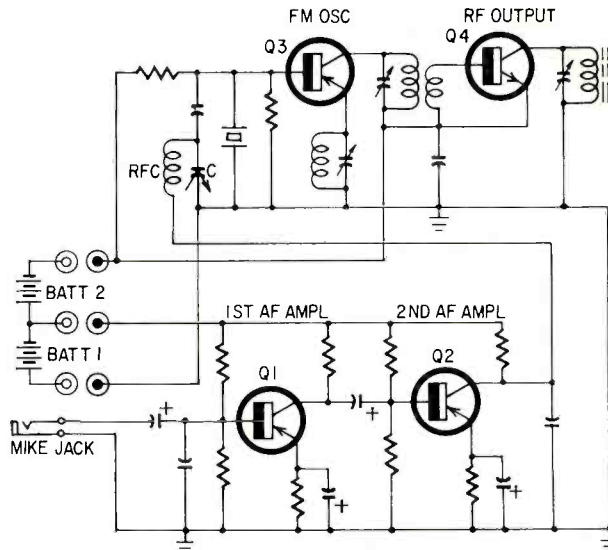 FM OSC
RF OUTPUT
Q3
Q4
RFC
C
BATT 2
1ST AF AMPL
2ND AF AMPL
BATT 1
Q1
Q2
+
+
+
+
MIKE JACK